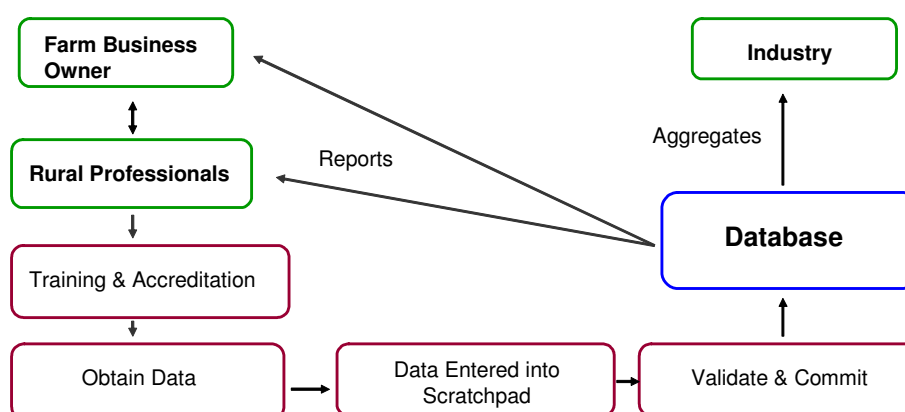 Farm Business
Owner
Industry
Aggregates
Reports
Rural Professionals
Database
Training & Accreditation
Obtain Data
Data Entered into
Scratchpad
Validate & Commit